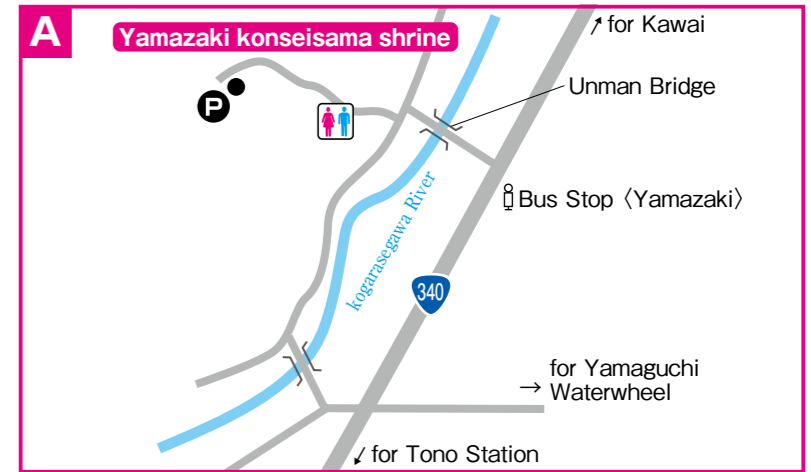 A
Yamazaki konseisama shrine
for Kawai
Unman Bridge
P
Bus Stop〈Yamazaki〉
kogarasegawa River
340
for Yamaguchi
Waterwheel
for Tono Station